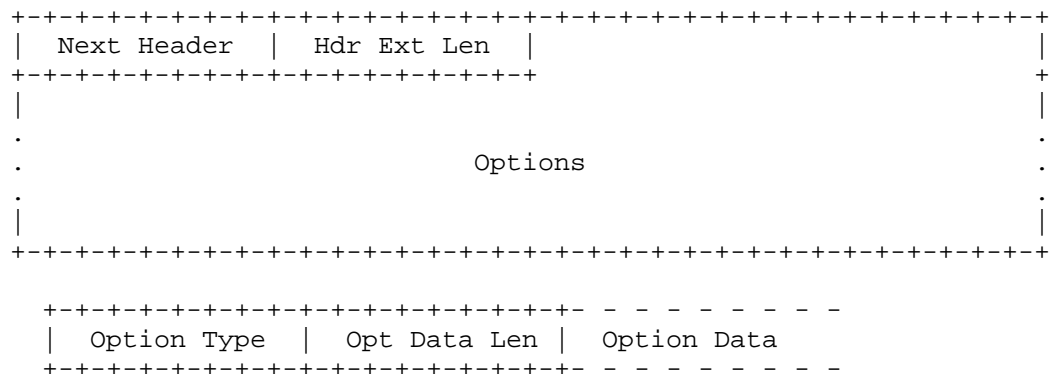 Next Header | Hdr Ext Len
Options
Option Type | Opt Data Len | Option Data